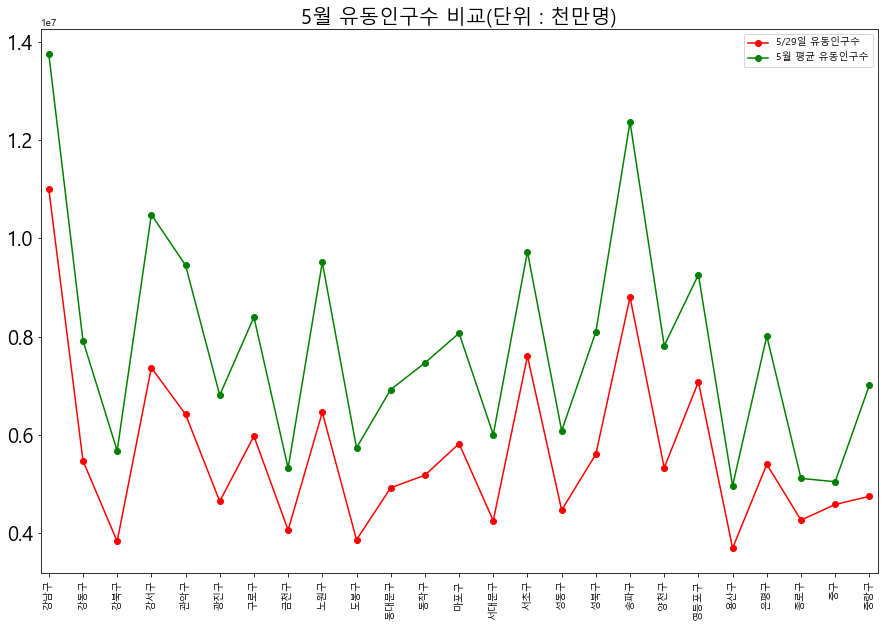 5월 유동인구수 비교(단위 : 천만명)
1e7
5/29일 유동인구수
5월 평균 유동인구수
1.4
1.2
1.0
0.8
0.6
0.4
강남구
강동구
강북구
강서구
관악구
광진구
구로구
금천구
노원구
도봉구
동대문구
동작구
마포구
서대문구
서초구
성동구
성북구
송파구
양천구
영등포구
용산구
은평구
종로구
중구
중랑구